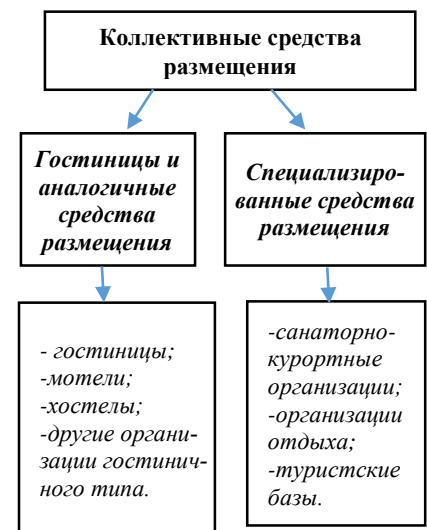 Коллективные средства
размещения
Гостиницы и
аналогичные
средства
размещения
Специализиро-
ванные средства
размещения
- гостиницы;
-мотели;
-хостелы;
-другие органи-
зации гостинич-
ного типа.
-санаторно-
курортные
организации;
-организации
отдыха;
-туристские
базы.